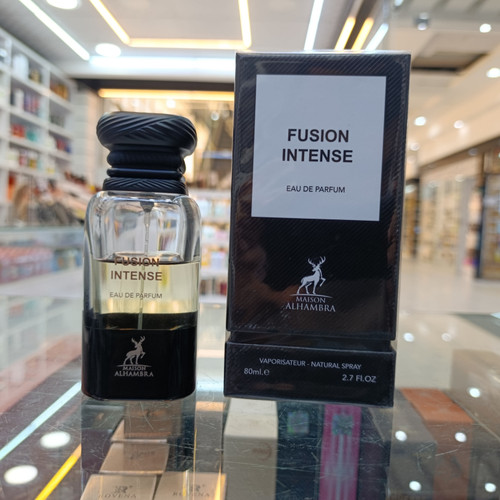 FUSION
INTENSE
EAU DE PARFUM
MAISON
ALHAMBRA
FUSION
INTENSE
EAU DE PARFUM
MAISON
ALHAMBRA
VAPORISATEUR - NATURAL SPRAY
80ml.℮
2.7 FL.OZ